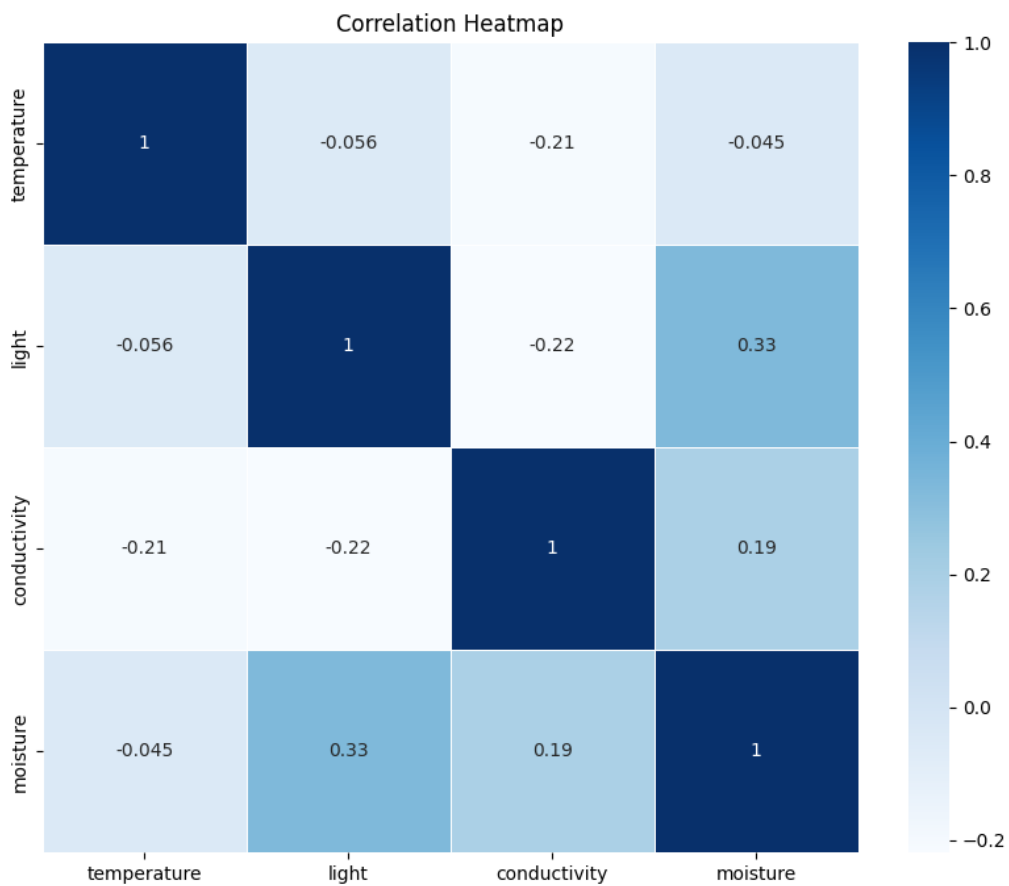 Correlation Heatmap
temperature 1 -0.056 -0.21 -0.045
light -0.056 1 -0.22 0.33
conductivity -0.21 -0.22 1 0.19
moisture -0.045 0.33 0.19 1
temperature light conductivity moisture
1.0
0.8
0.6
0.4
0.2
0.0
−0.2